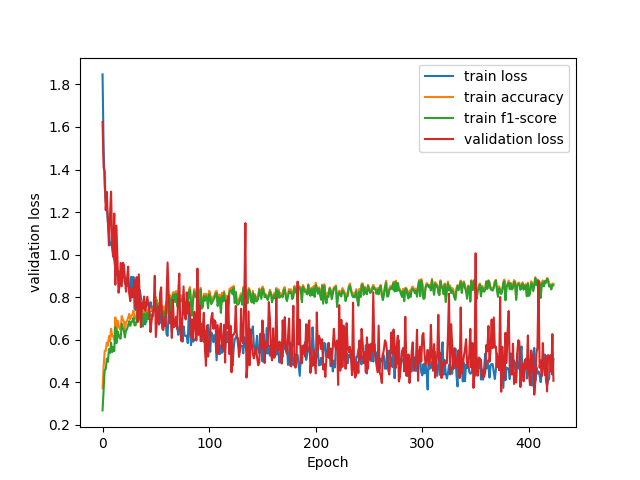 train loss
train accuracy
train f1-score
validation loss
validation loss
1.8
1.6
1.4
1.2
1.0
0.8
0.6
0.4
0.2
0 100 200 300 400
Epoch